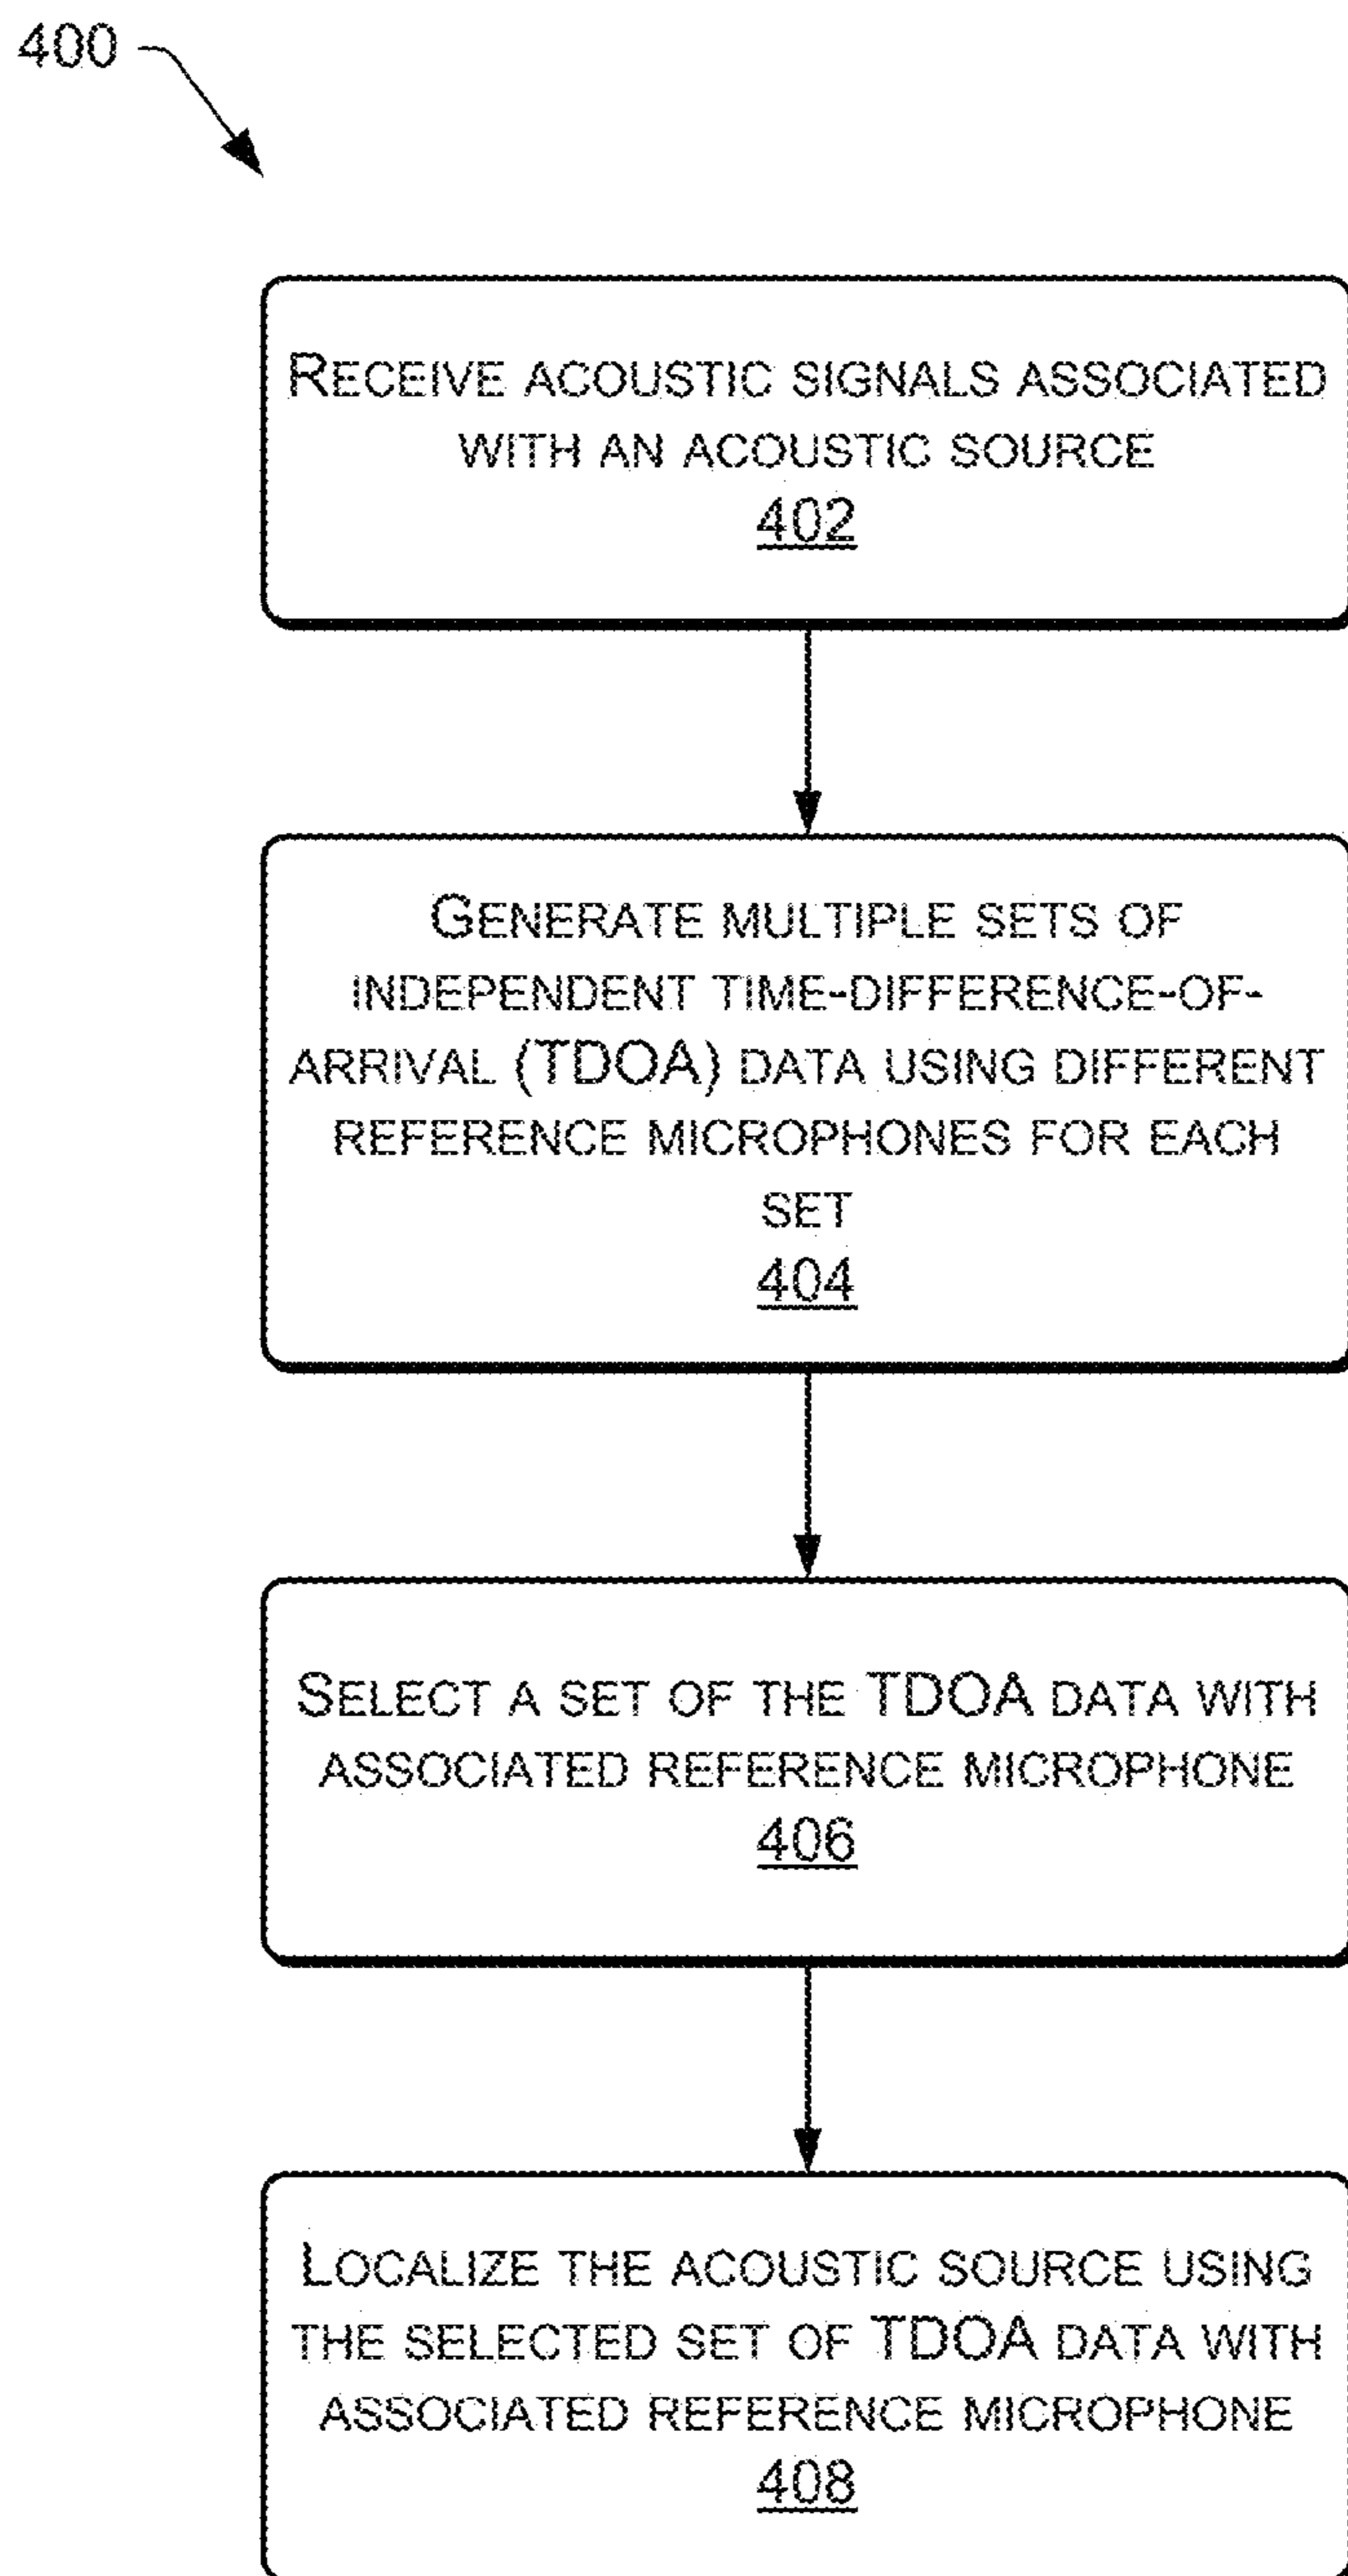 400
RECEIVE ACOUSTIC SIGNALS ASSOCIATED
WITH AN ACOUSTIC SOURCE
402
GENERATE MULTIPLE SETS OF
INDEPENDENT TIME-DIFFERENCE-OF-
ARRIVAL (TDOA) DATA USING DIFFERENT
REFERENCE MICROPHONES FOR EACH
SET
404
SELECT A SET OF THE TDOA DATA WITH
ASSOCIATED REFERENCE MICROPHONE
406
LOCALIZE THE ACOUSTIC SOURCE USING
THE SELECTED SET OF TDOA DATA WITH
ASSOCIATED REFERENCE MICROPHONE
408